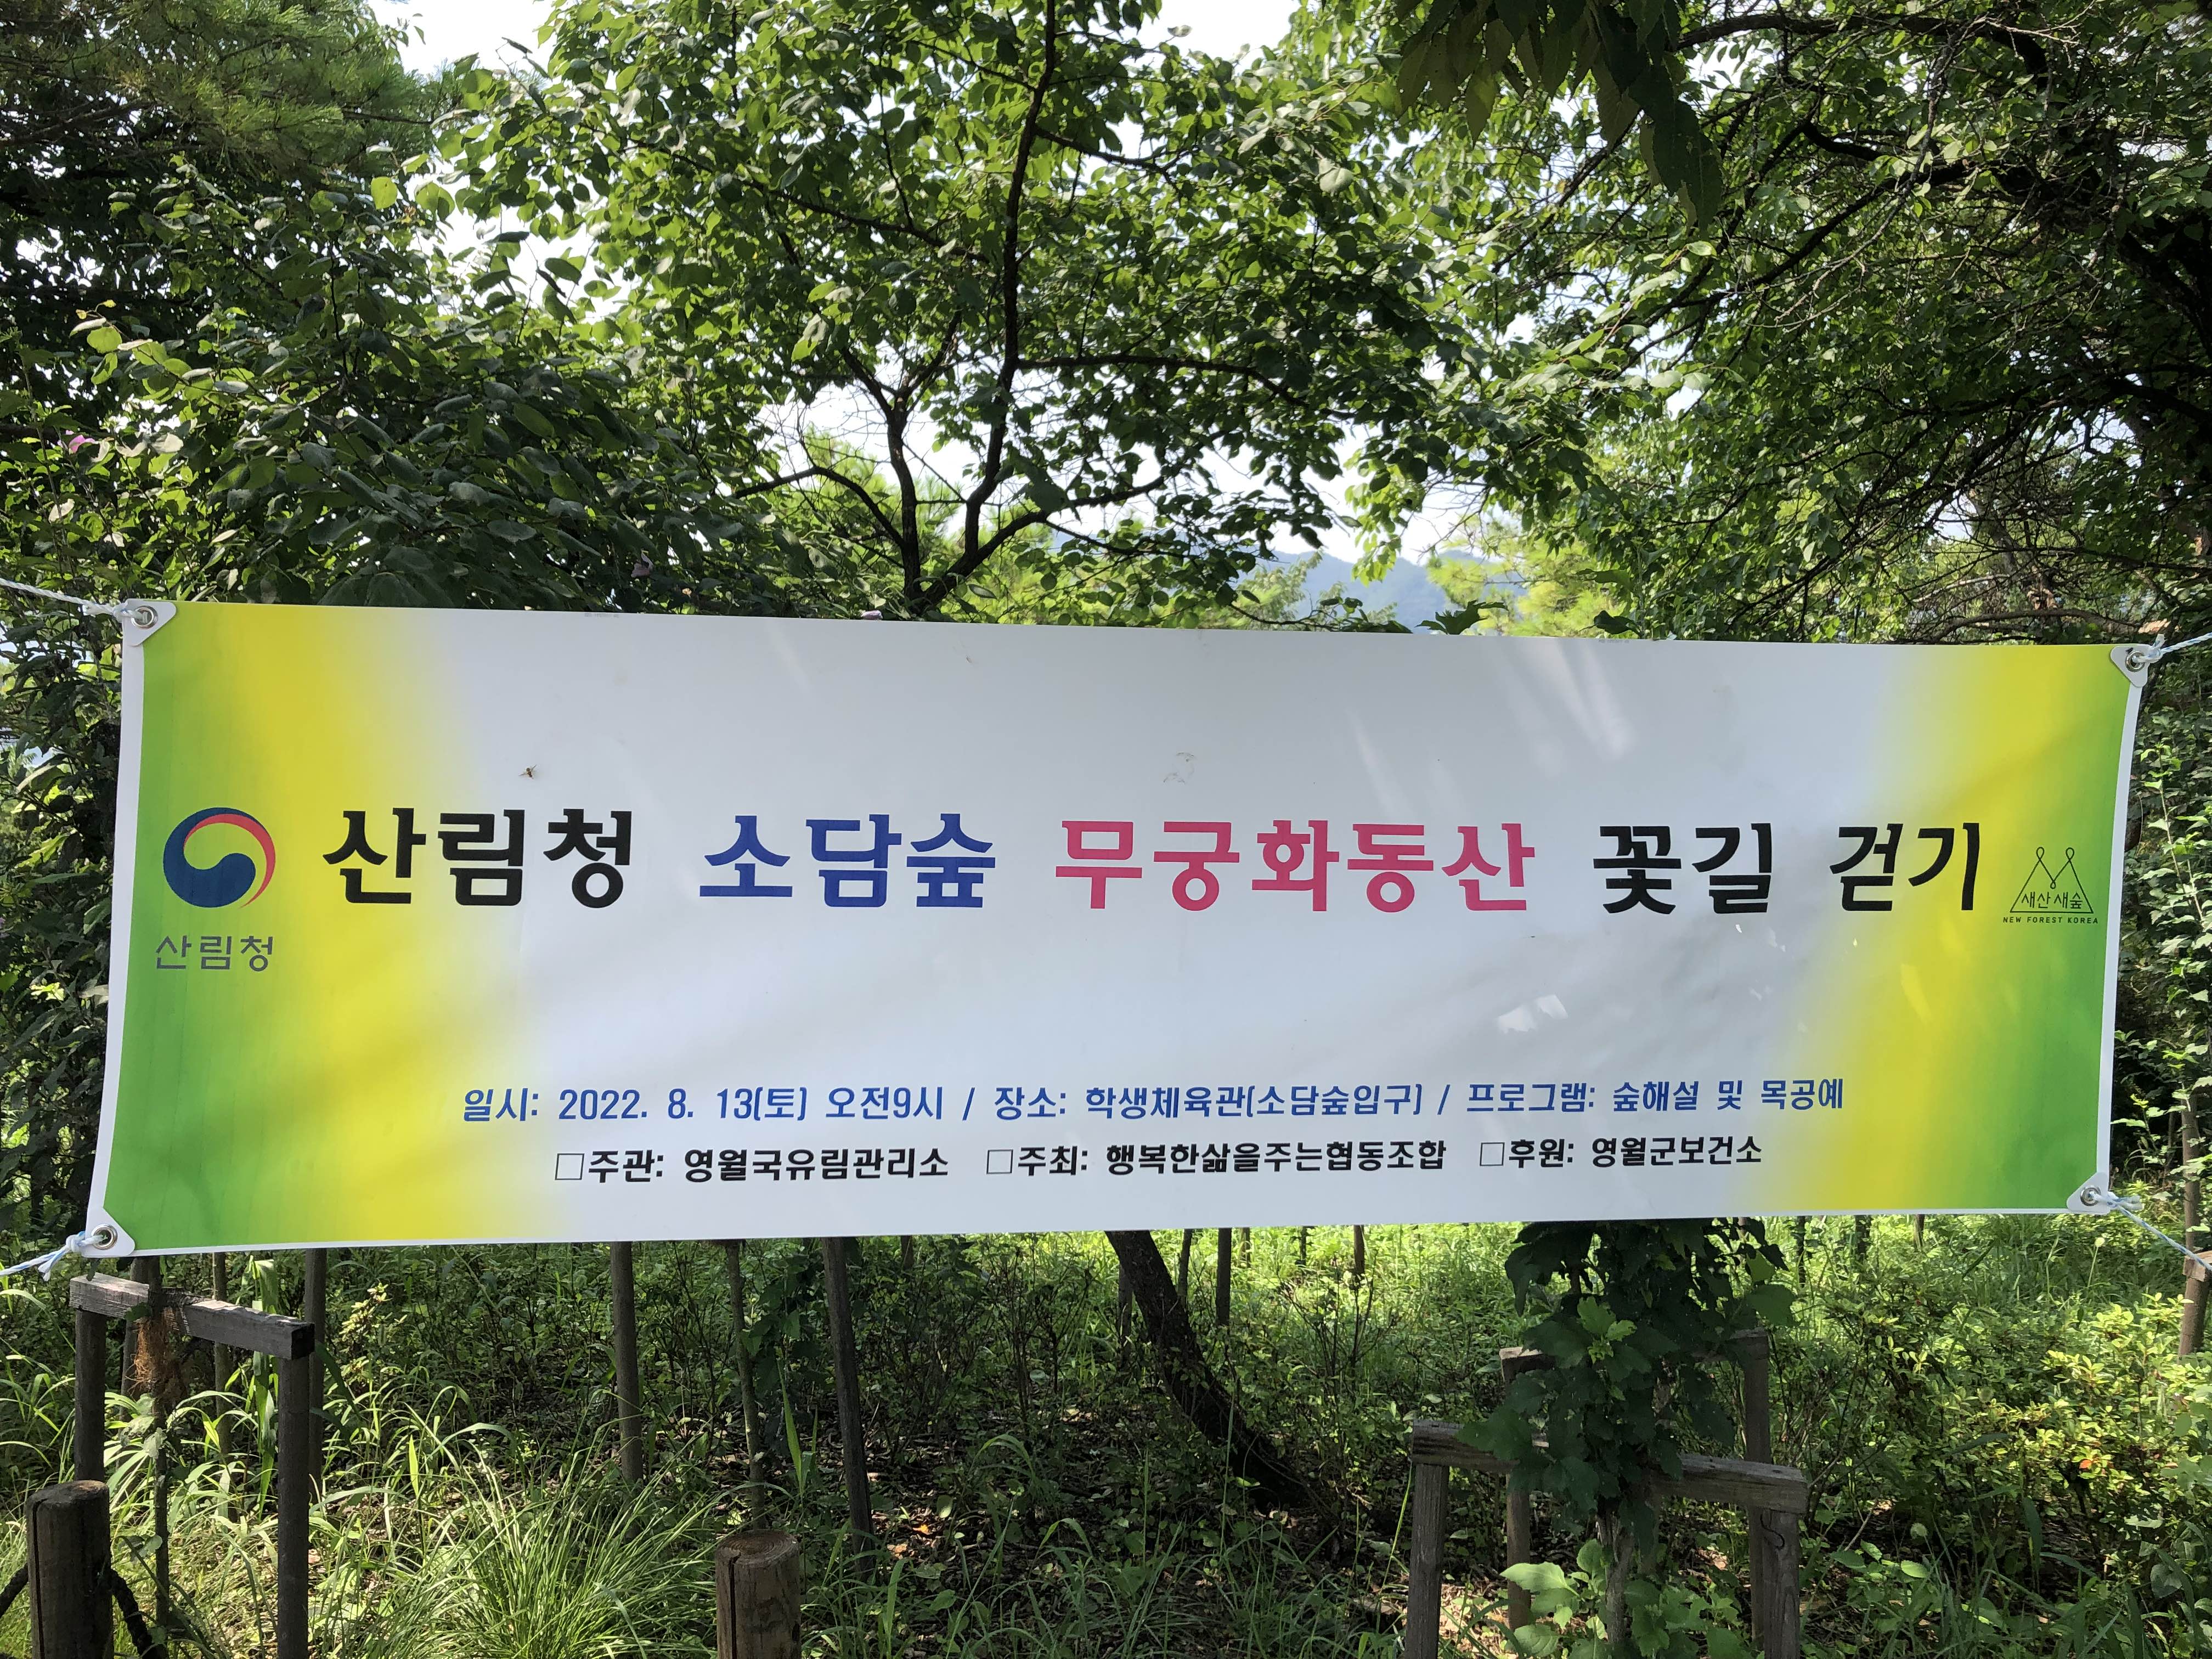 산림청 소담숲 무궁화동산 꽃길 걷기
산림청
새산새숲
NEW FOREST KOREA
일시: 2022. 8. 13(토) 오전9시 / 장소: 학생체육관(소담숲입구) / 프로그램: 숲해설 및 목공예
□주관: 영월국유림관리소 □주최: 행복한삶을주는협동조합 □후원: 영월군보건소